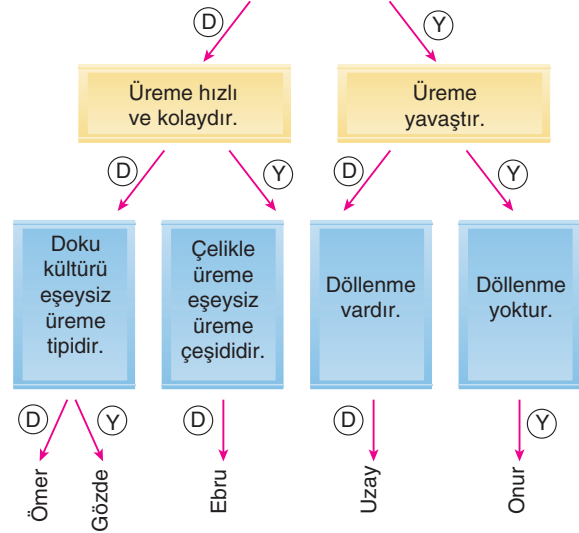 D
Y
Üreme hızlı
ve kolaydır.
Üreme
yavaştır.
D
Y
D
Y
Doku
kültürü
eşeysiz
üreme
tipidir.
Çelikle
üreme
eşeysiz
üreme
çeşididir.
Döllenme
vardır.
Döllenme
yoktur.
D
Y
D
D
Y
Ömer
Gözde
Ebru
Uzay
Onur